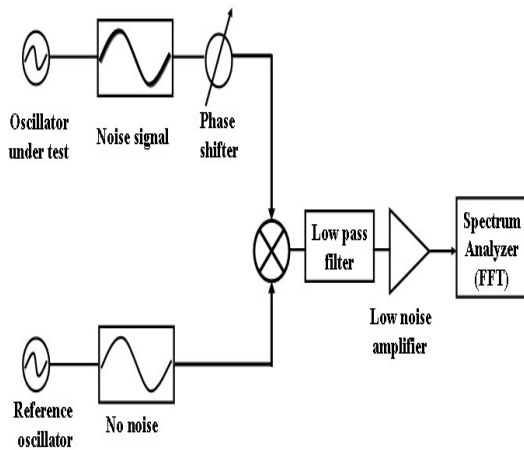 Oscillator
under test
Noise signal
Phase
shifter
Low pass
filter
Spectrum
Analyzer
(FFT)
Low noise
amplifier
Reference
oscillator
No noise